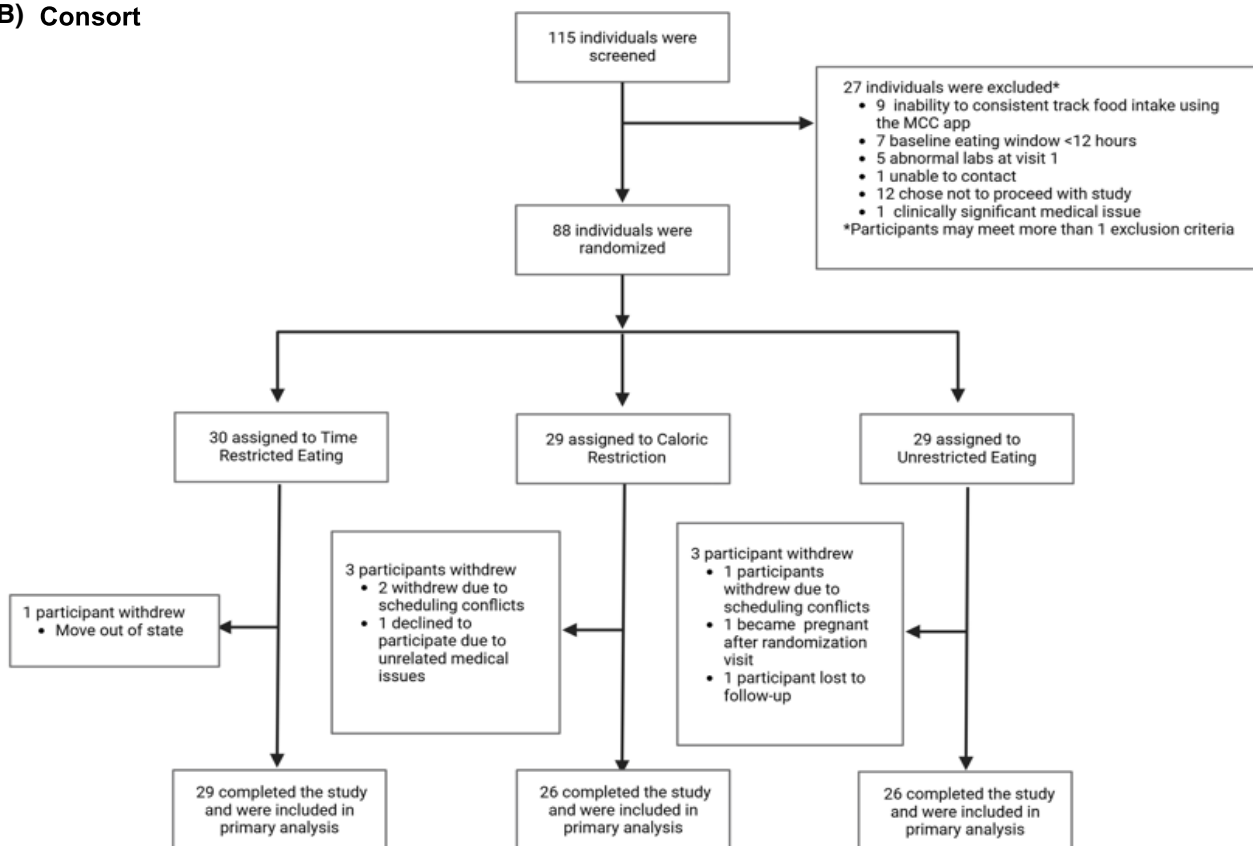 B) Consort
115 individuals were
screened
27 individuals were excluded*
• 9 inability to consistent track food intake using
the MCC app
• 7 baseline eating window <12 hours
• 5 abnormal labs at visit 1
• 1 unable to contact
• 12 chose not to proceed with study
• 1 clinically significant medical issue
*Participants may meet more than 1 exclusion criteria
88 individuals were
randomized
30 assigned to Time
Restricted Eating
29 assigned to Caloric
Restriction
29 assigned to
Unrestricted Eating
1 participant withdrew
• Move out of state
3 participants withdrew
• 2 withdrew due to
scheduling conflicts
• 1 declined to
participate due to
unrelated medical
issues
3 participant withdrew
• 1 participants
withdrew due to
scheduling conflicts
• 1 became pregnant
after randomization
visit
• 1 participant lost to
follow-up
29 completed the study
and were included in
primary analysis
26 completed the study
and were included in
primary analysis
26 completed the study
and were included in
primary analysis